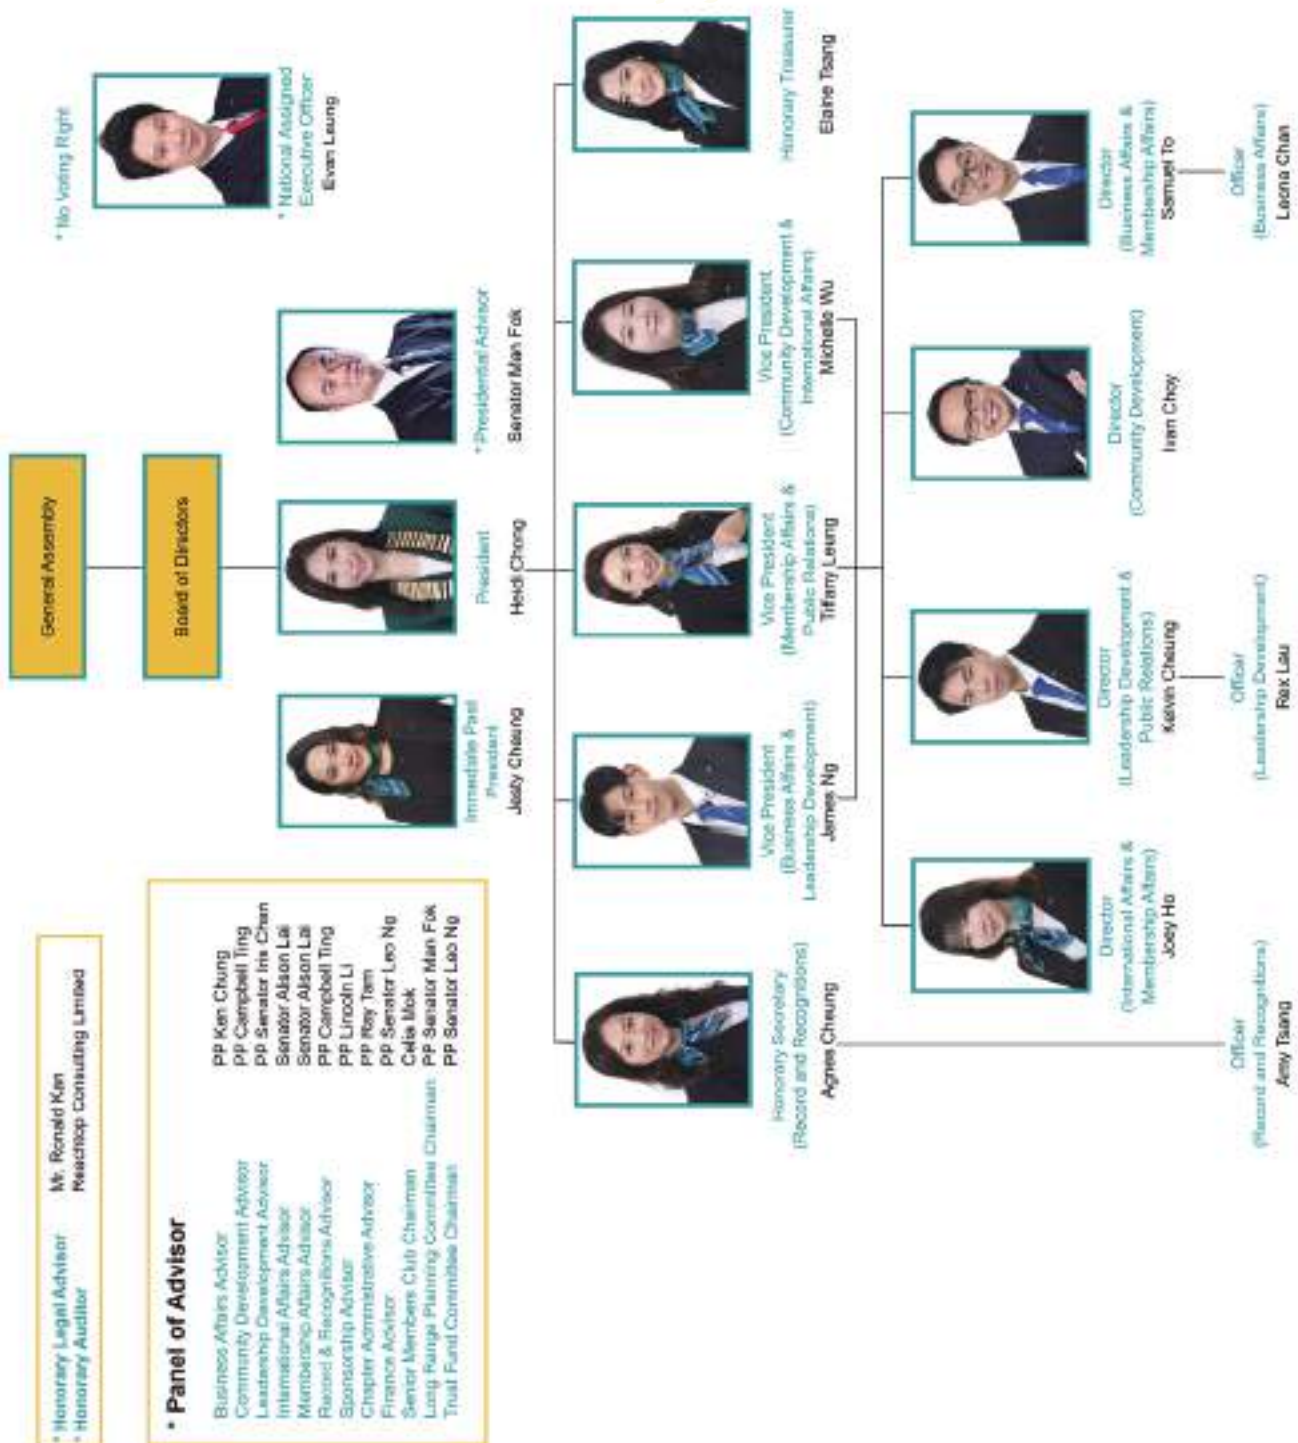 * Honorary Legal Advisor Mr. Ronald Kan
* Honorary Auditor Reachtop Consulting Limited
* Panel of Advisor
Business Affairs Advisor PP Ken Chung
Community Development Advisor PP Campbell Ting
Leadership Development Advisor PP Senator Iris Chan
International Affairs Advisor Senator Alison Lai
Membership Affairs Advisor Senator Alison Lai
Record & Recognitions Advisor PP Campbell Ting
Sponsorship Advisor PP Lincoln Li
Chapter Administrative Advisor PP Ray Tam
Finance Advisor PP Senator Leo Ng
Senior Members Club Chairman Celia Mok
Long Range Planning Committee Chairman PP Senator Man Fok
Trust Fund Committee Chairman PP Senator Leo Ng
General Assembly
Board of Directors
* No Voting Right
* National Assigned
Executive Officer
Evan Leung
Immediate Past
President
Jesty Cheung
President
Heidi Chong
* Presidential Advisor
Senator Man Fok
Honorary Secretary
(Record and Recognitions)
Agnes Cheung
Vice President
(Business Affairs &
Leadership Development)
James Ng
Vice President
(Membership Affairs &
Public Relations)
Tiffany Leung
Vice President
(Community Development &
International Affairs)
Michelle Wu
Honorary Treasurer
Elaine Tsang
Director
(International Affairs &
Membership Affairs)
Joey Ho
Director
(Leadership Development &
Public Relations)
Kelvin Cheung
Director
(Community Development)
Ivan Choy
Director
(Business Affairs &
Membership Affairs)
Samuel To
Officer
(Record and Recognitions)
Amy Tsang
Officer
(Leadership Development)
Rex Lau
Officer
(Business Affairs)
Leona Chan